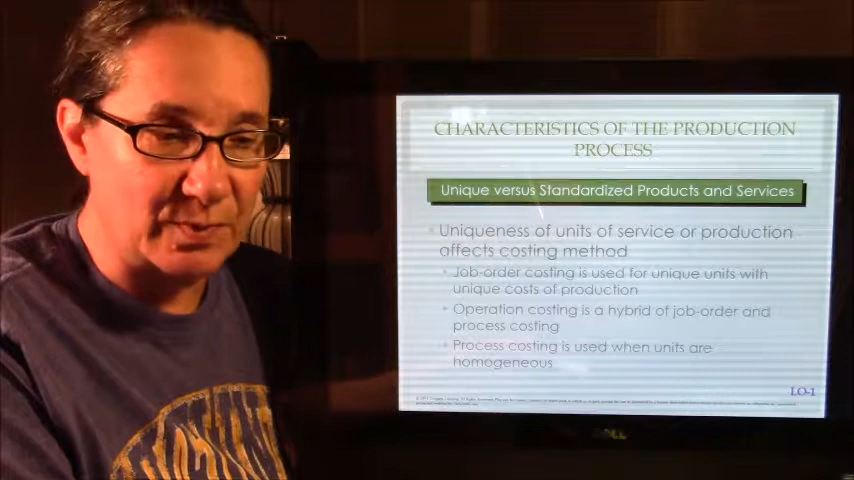 CHARACTERISTICS OF THE PRODUCTION
PROCESS
Unique versus Standardized Products and Services
Uniqueness of units of service or production
affects costing method
Job-order costing is used for unique units with
unique costs of production
Operation costing is a hybrid of job-order and
process costing
Process costing is used when units are
homogeneous
LO-1
DELL